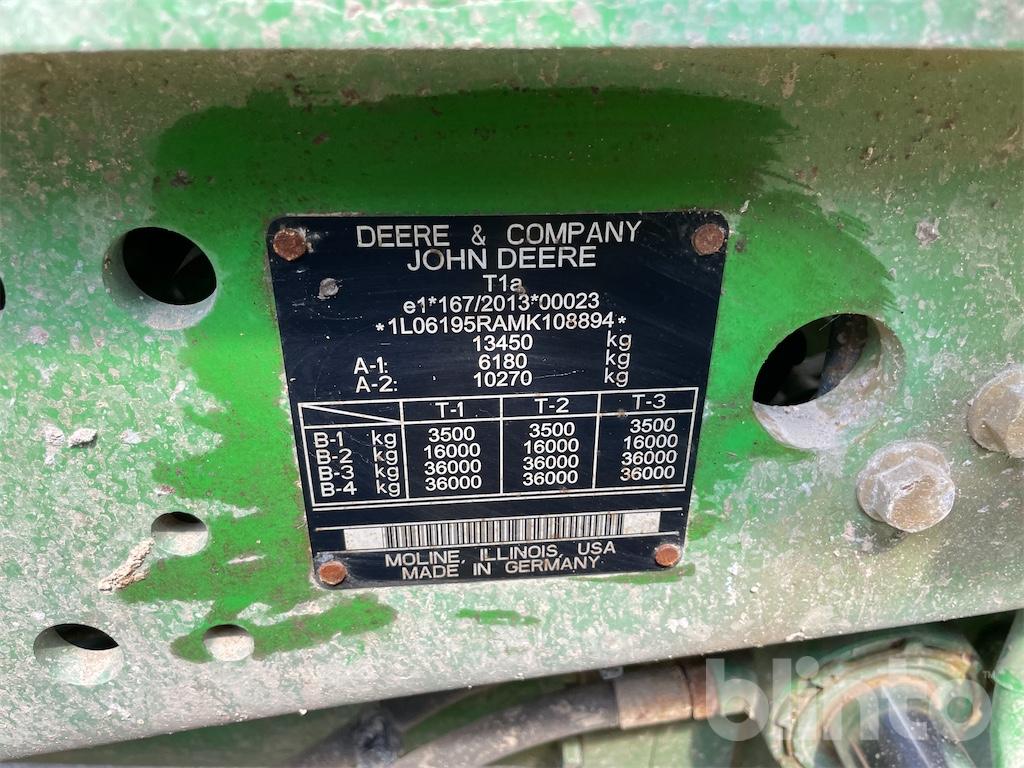 DEERE & COMPANY
JOHN DEERE
T1a
e1*167/2013*00023
*1L06195RAMK108894*
13450 kg
A-1: 6180 kg
A-2: 10270 kg
T-1 T-2 T-3
B-1 kg 3500 3500 3500
B-2 kg 16000 16000 16000
B-3 kg 36000 36000 36000
B-4 kg 36000 36000 36000
MOLINE, ILLINOIS, USA
MADE IN GERMANY
blinto™